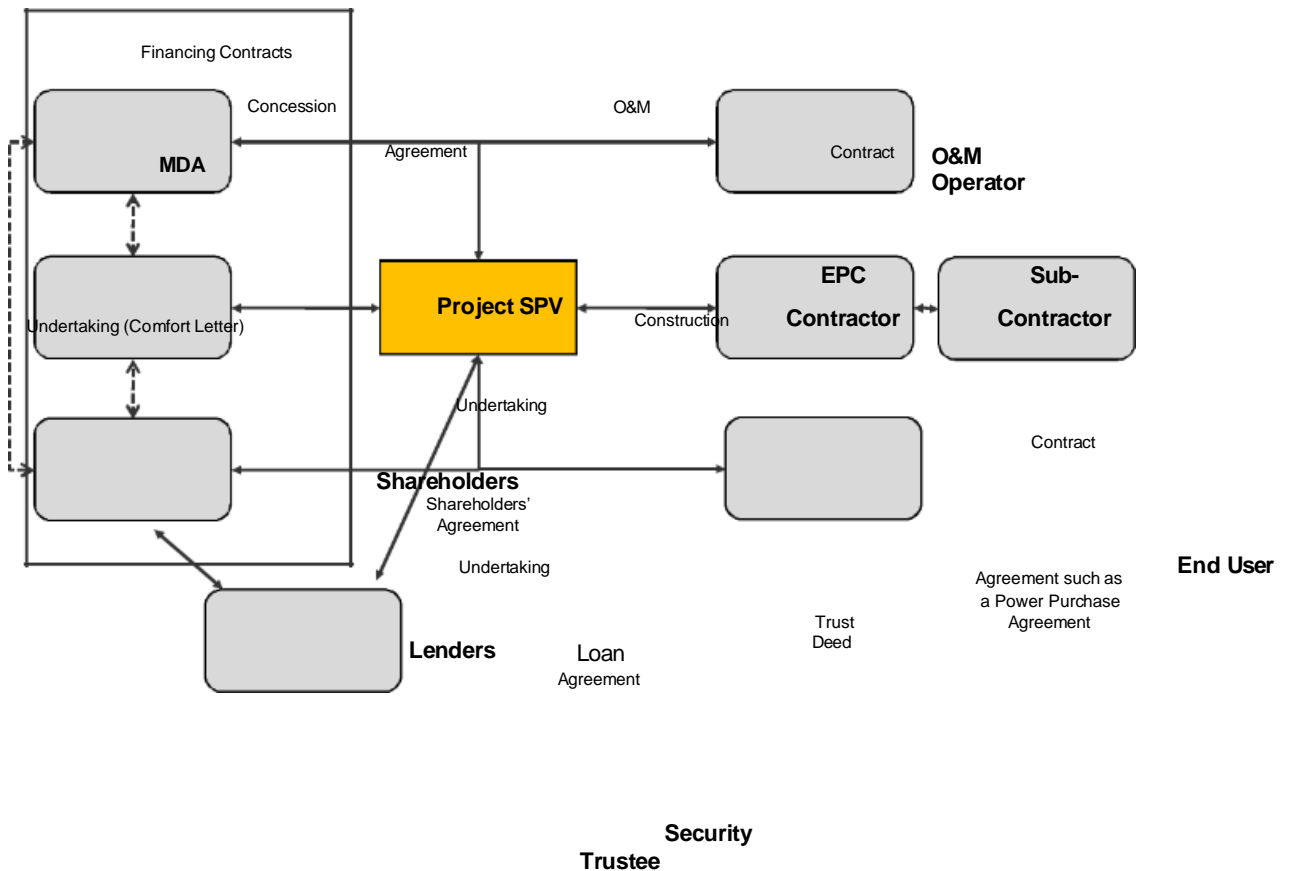 Financing Contracts
Concession
O&M
Agreement
Contract
O&M
Operator
MDA
EPC
Contractor
Sub-
Contractor
Project SPV
Construction
Undertaking (Comfort Letter)
Undertaking
Contract
Shareholders
Shareholders'
Agreement
Undertaking
End User
Agreement such as
a Power Purchase
Agreement
Trust
Deed
Lenders
Loan
Agreement
Security
Trustee